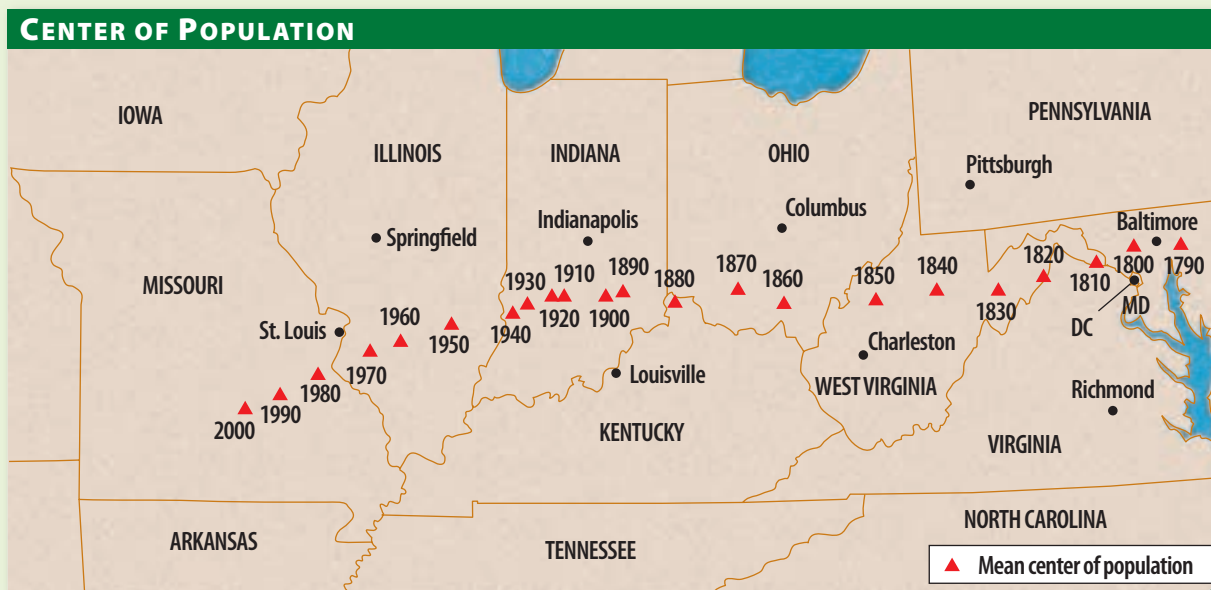 CENTER OF POPULATION
IOWA
ILLINOIS
INDIANA
OHIO
PENNSYLVANIA
Pittsburgh
Columbus
Baltimore
Indianapolis
Springfield
MISSOURI
1930
1910
1890
1880
1870
1860
1850
1840
1820
1810
1800
1790
1920
1900
1830
MD
DC
1940
1960
1950
St. Louis
1970
Charleston
Louisville
WEST VIRGINIA
Richmond
1980
1990
2000
KENTUCKY
VIRGINIA
ARKANSAS
TENNESSEE
NORTH CAROLINA
Mean center of population